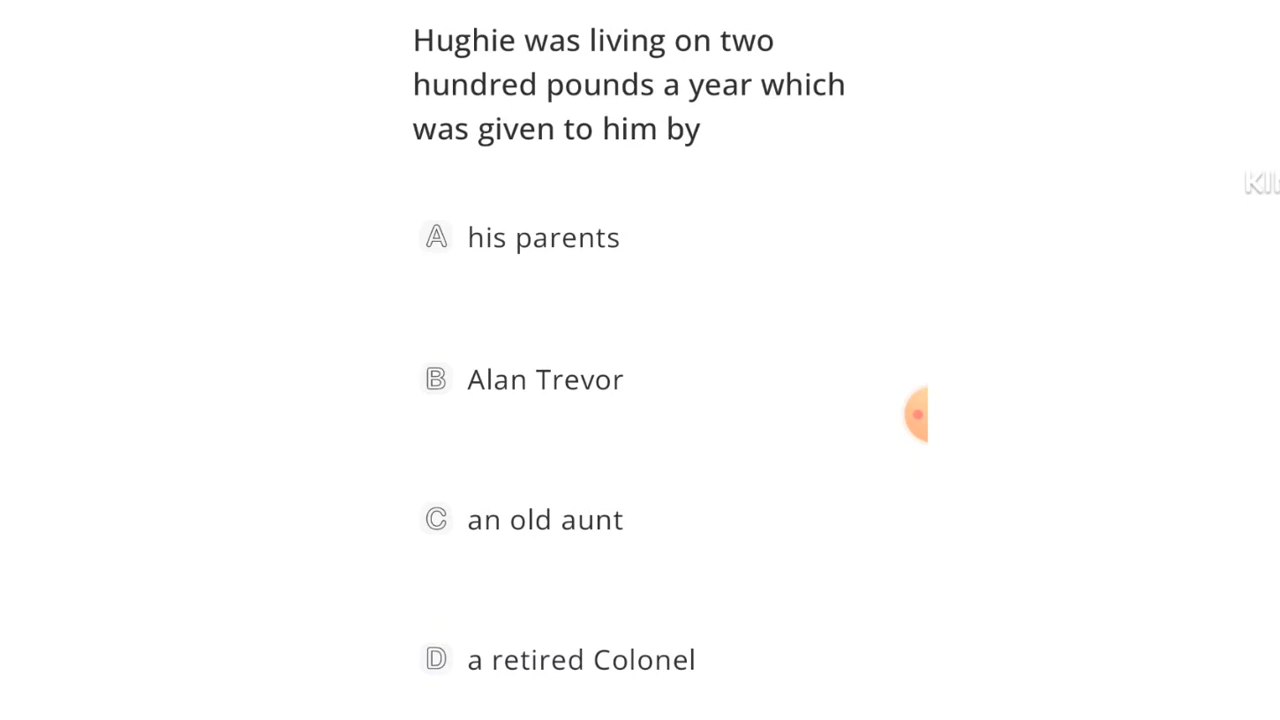 Hughie was living on two
hundred pounds a year which
was given to him by
A his parents
B Alan Trevor
C an old aunt
D a retired Colonel